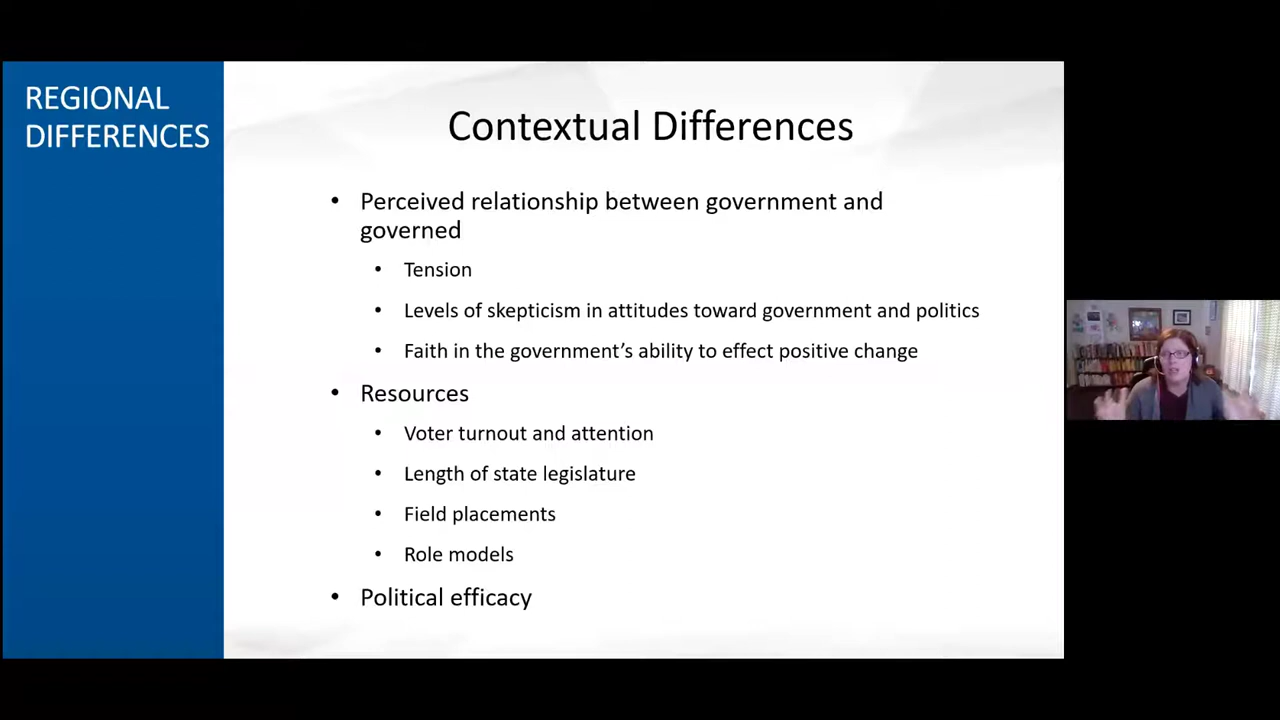 REGIONAL
DIFFERENCES
Contextual Differences
• Perceived relationship between government and
governed
• Tension
• Levels of skepticism in attitudes toward government and politics
• Faith in the government's ability to effect positive change
• Resources
• Voter turnout and attention
• Length of state legislature
• Field placements
• Role models
• Political efficacy